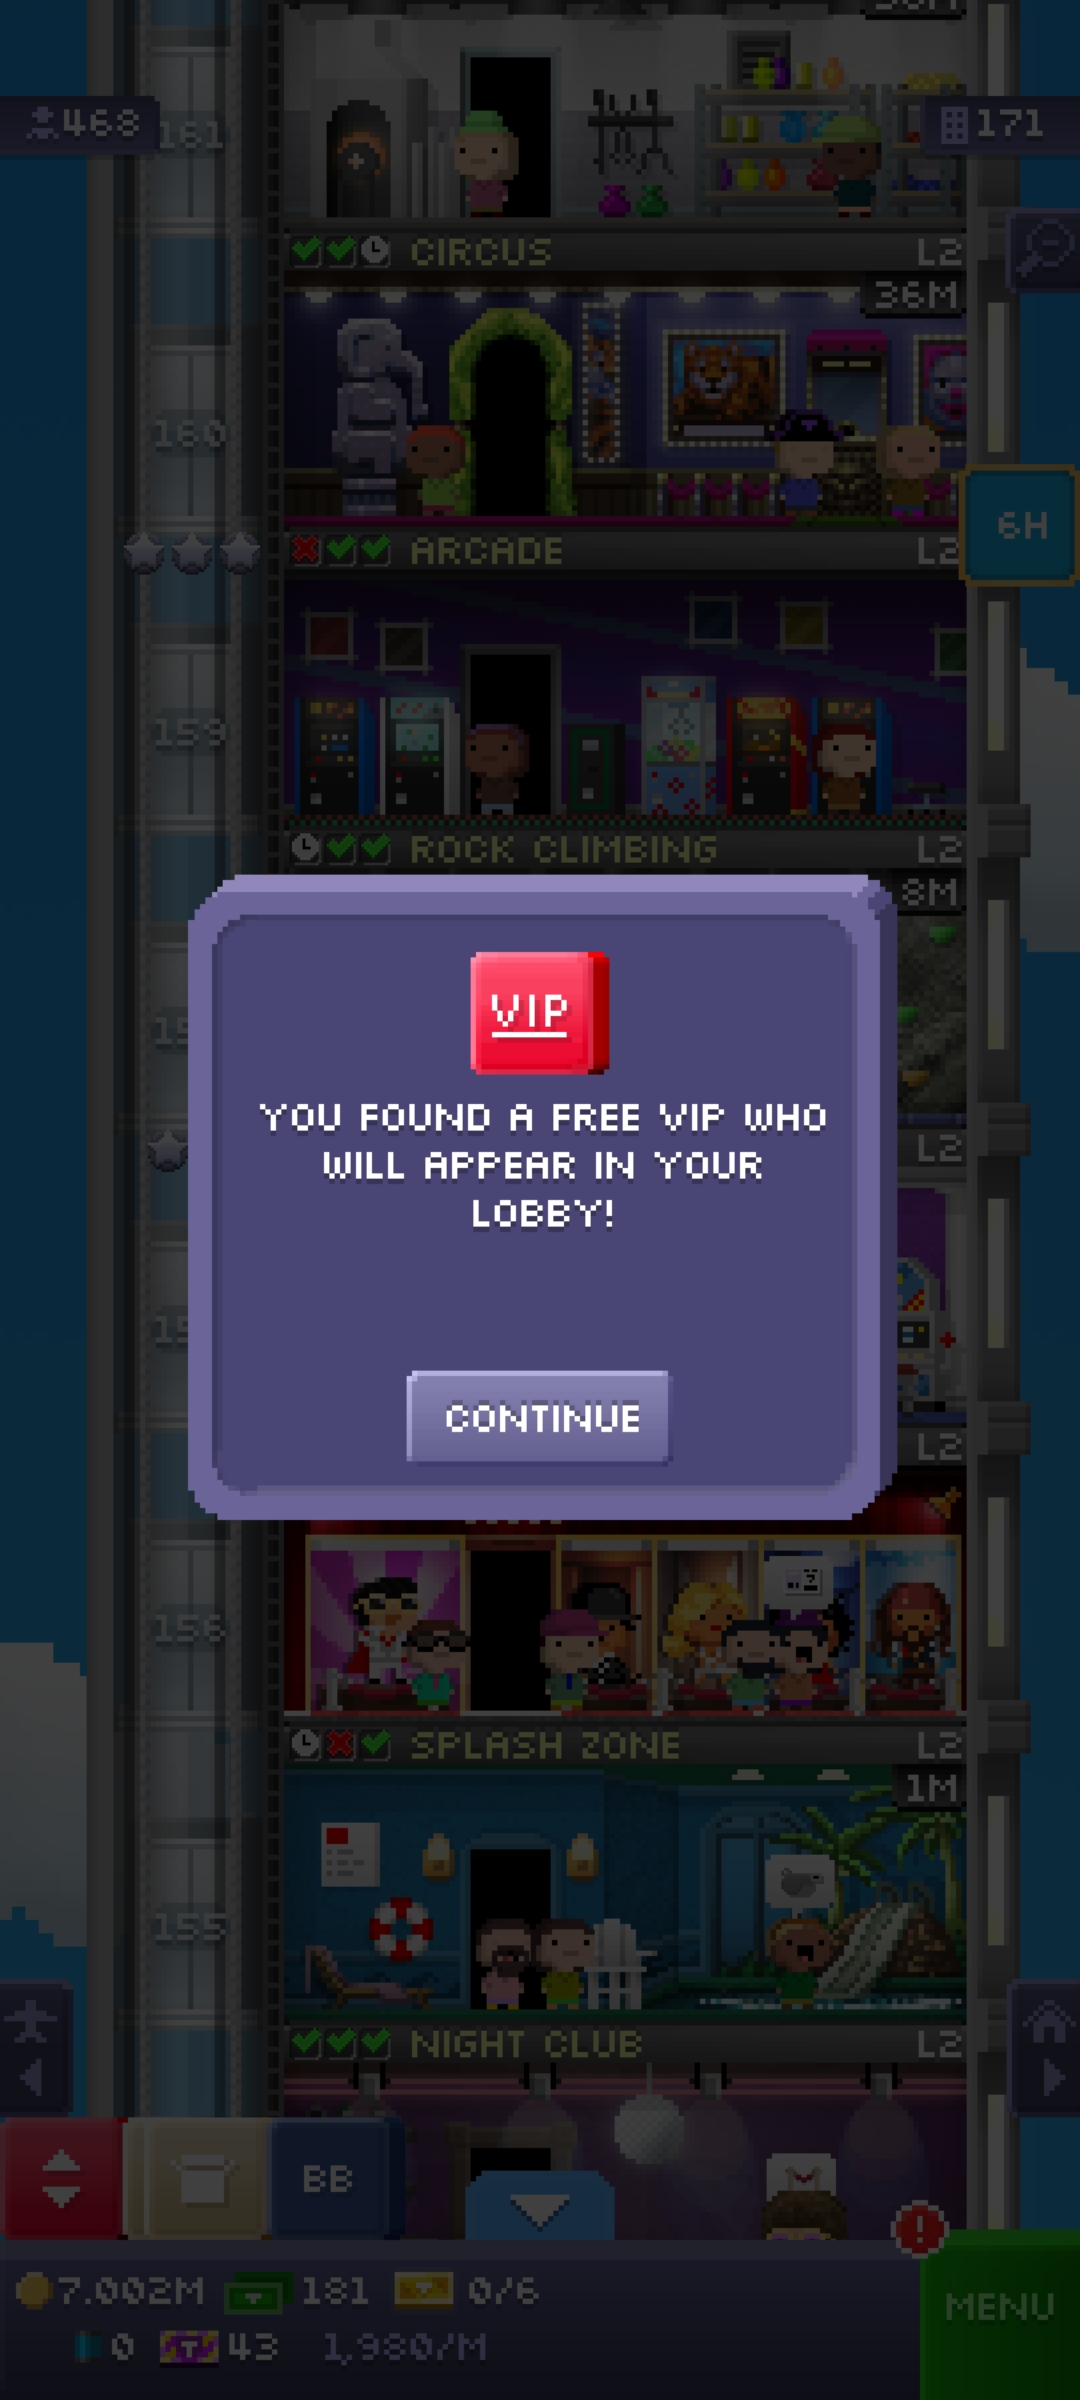 468
161
171
CIRCUS
L2
36M
160
6H
ARCADE
L2
159
ROCK CLIMBING
L2
8M
VIP
YOU FOUND A FREE VIP WHO
WILL APPEAR IN YOUR
LOBBY!
L2
CONTINUE
L2
156
SPLASH ZONE
L2
1M
155
NIGHT CLUB
L2
BB
7.002M
181
0/6
MENU
0
43
1,980/M